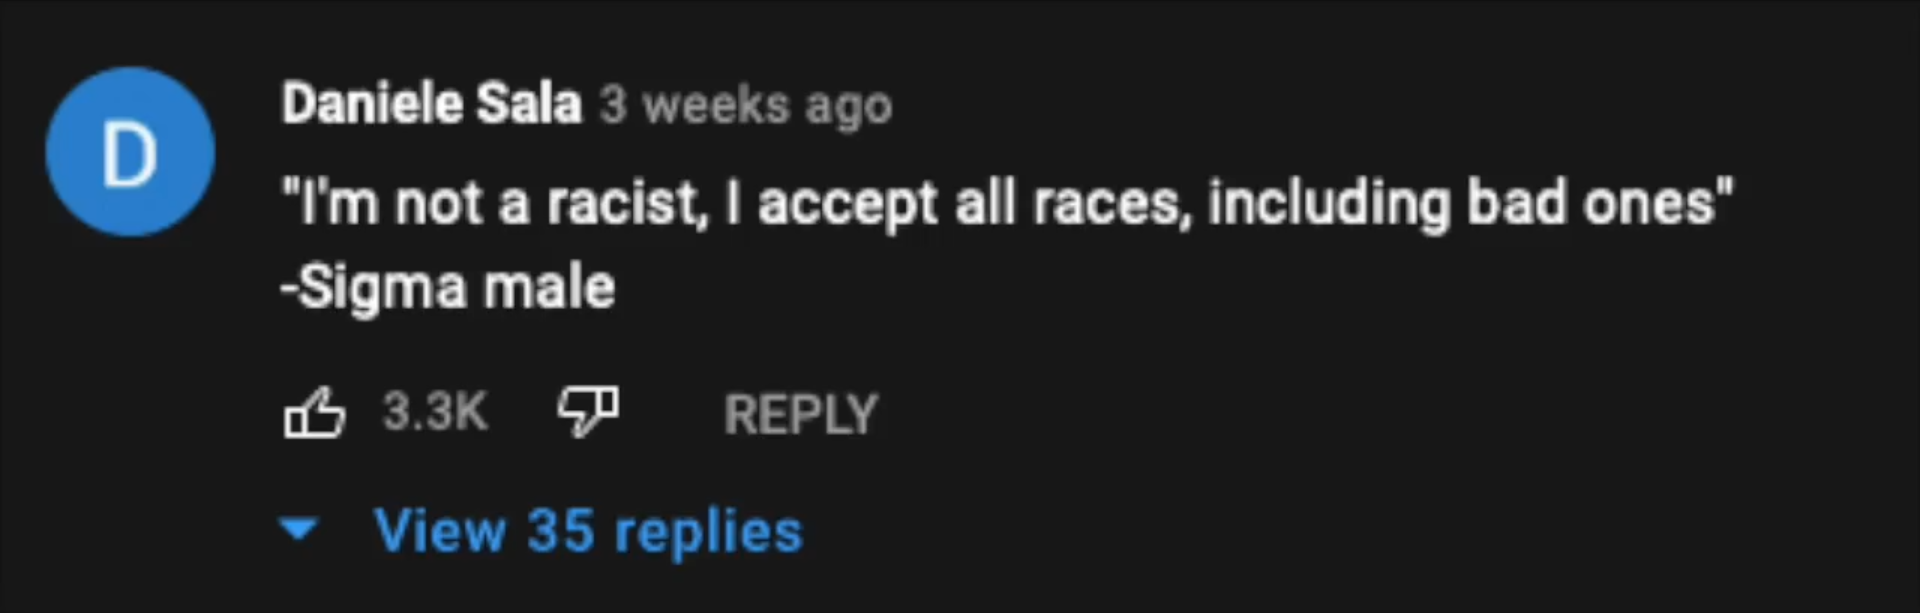 D
Daniele Sala 3 weeks ago
"I'm not a racist, I accept all races, including bad ones"
-Sigma male
3.3K REPLY
View 35 replies